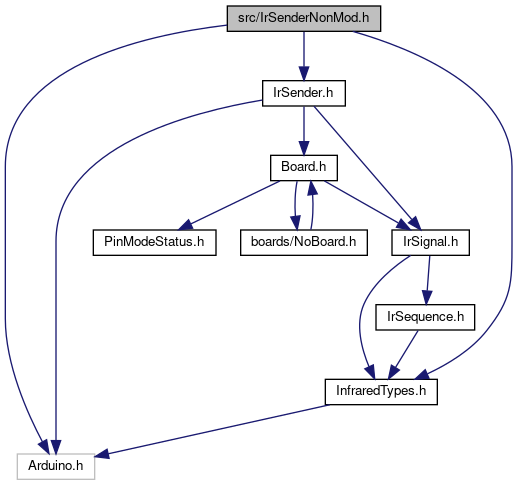 src/IrSenderNonMod.h
IrSender.h
Board.h
PinModeStatus.h
boards/NoBoard.h
IrSignal.h
IrSequence.h
InfraredTypes.h
Arduino.h